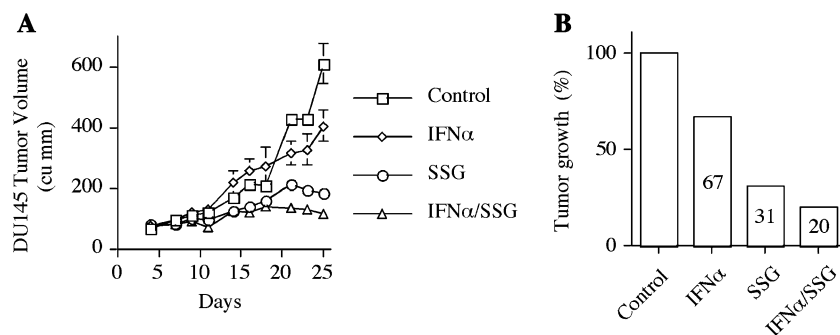 A
DU145 Tumor Volume
(cu mm)
600
400
200
0
0 5 10 15 20 25
Days
Control
IFNα
SSG
IFNα/SSG
B
Tumor growth (%)
100
50
0
67
31
20
Control
IFNα
SSG
IFNα/SSG